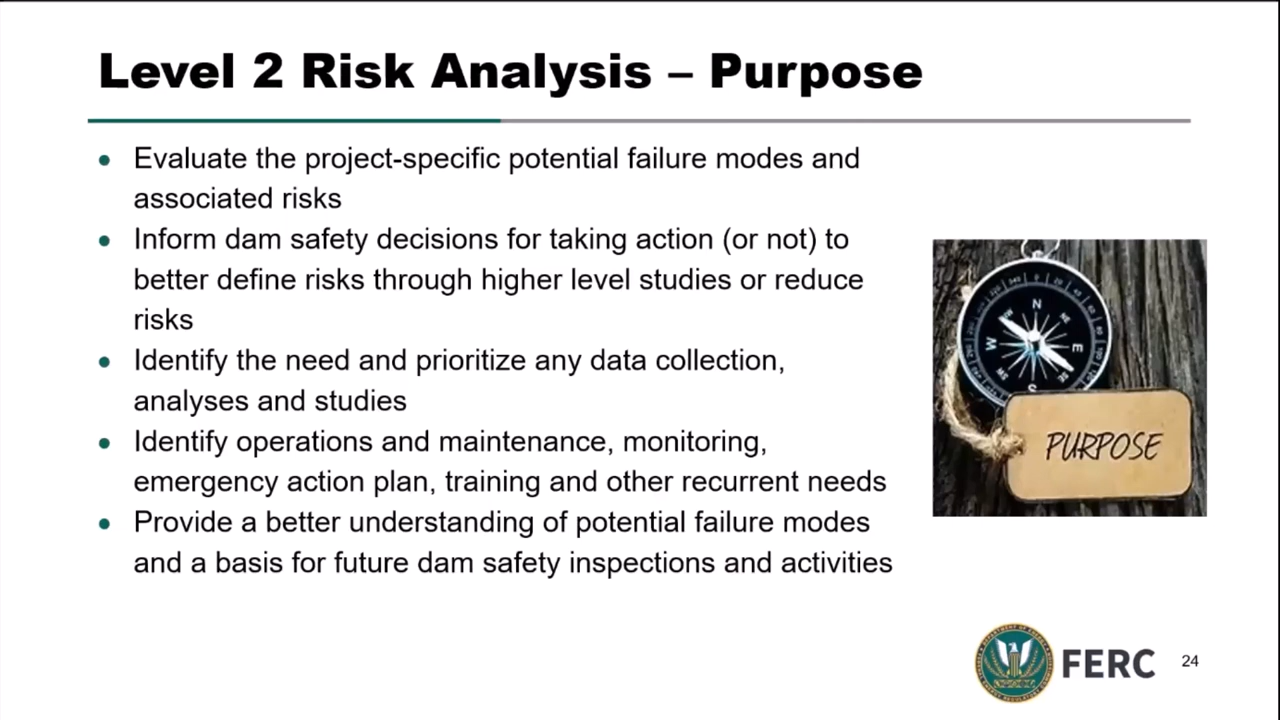 Level 2 Risk Analysis – Purpose
• Evaluate the project-specific potential failure modes and
associated risks
• Inform dam safety decisions for taking action (or not) to
better define risks through higher level studies or reduce
risks
• Identify the need and prioritize any data collection,
analyses and studies
• Identify operations and maintenance, monitoring,
emergency action plan, training and other recurrent needs
• Provide a better understanding of potential failure modes
and a basis for future dam safety inspections and activities
N
NE
E
SE
S
SW
W
NW
PURPOSE
FERC
24